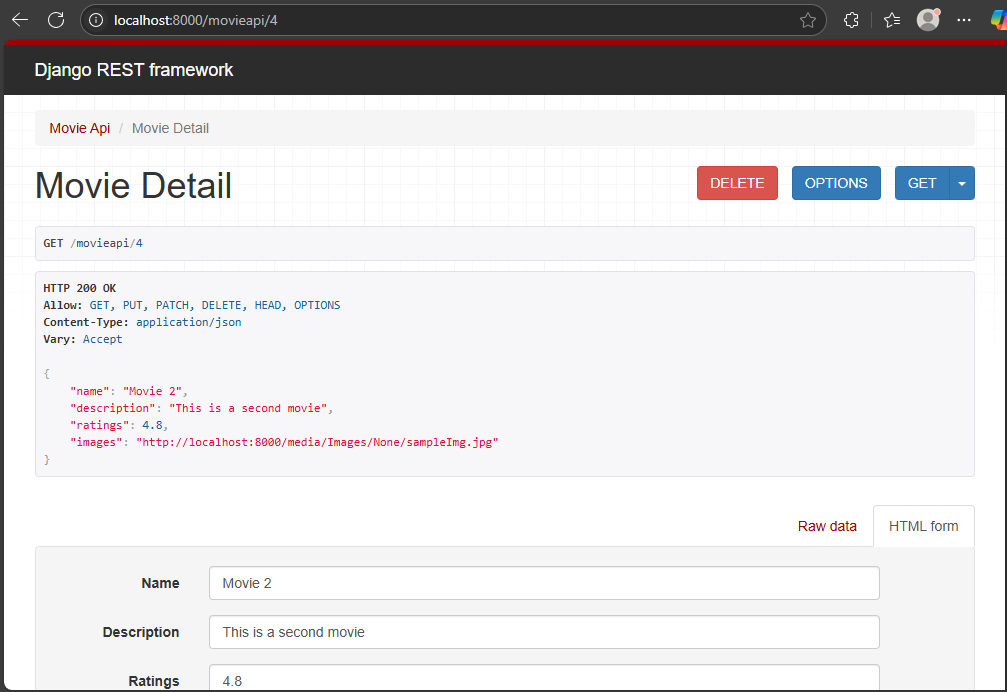 localhost:8000/movieapi/4
Django REST framework
Movie Api / Movie Detail
Movie Detail
DELETE
OPTIONS
GET
GET /movieapi/4
HTTP 200 OK
Allow: GET, PUT, PATCH, DELETE, HEAD, OPTIONS
Content-Type: application/json
Vary: Accept
{
    "name": "Movie 2",
    "description": "This is a second movie",
    "ratings": 4.8,
    "images": "http://localhost:8000/media/Images/None/sampleImg.jpg"
}
Raw data
HTML form
Name
Movie 2
Description
This is a second movie
Ratings
4.8